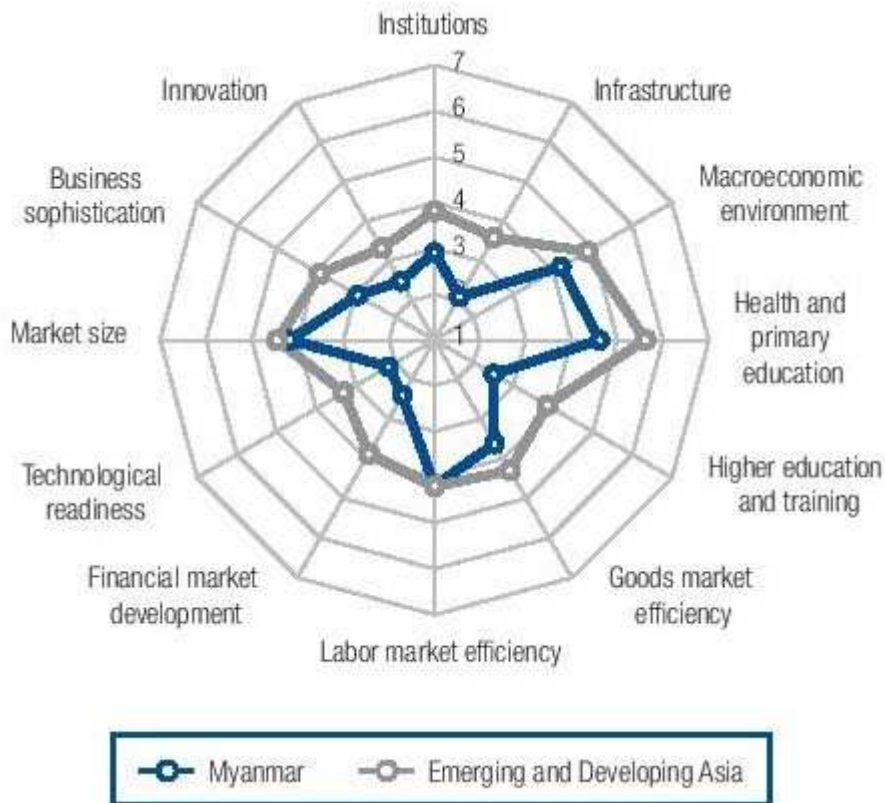 Institutions
7
6
5
4
3
2
1
Innovation
Infrastructure
Business
sophistication
Macroeconomic
environment
Market size
Health and
primary
education
Technological
readiness
Higher education
and training
Financial market
development
Goods market
efficiency
Labor market efficiency
Myanmar
Emerging and Developing Asia